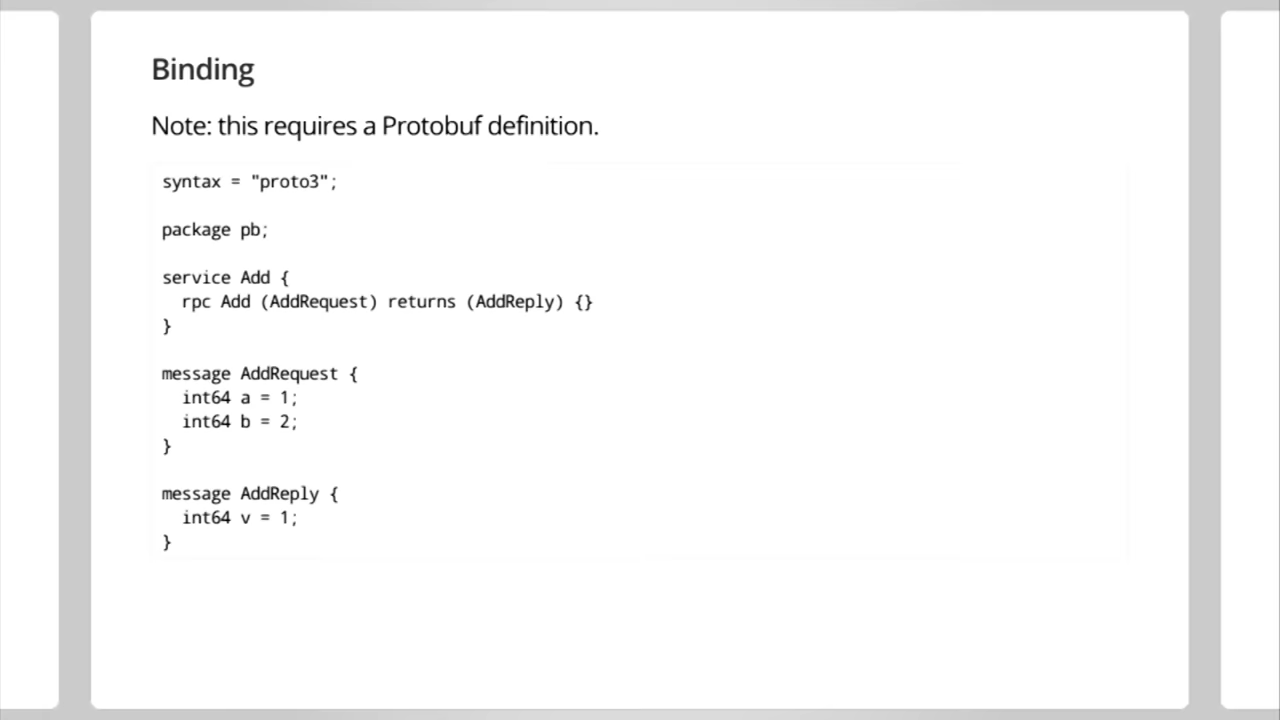 Binding
Note: this requires a Protobuf definition.
syntax = "proto3";
package pb;
service Add {
  rpc Add (AddRequest) returns (AddReply) {}
}
message AddRequest {
  int64 a = 1;
  int64 b = 2;
}
message AddReply {
  int64 v = 1;
}